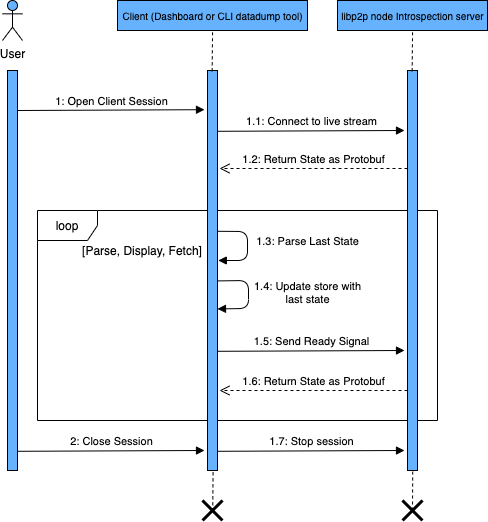 Client (Dashboard or CLI datadump tool)
libp2p node Introspection server
User
1: Open Client Session
1.1: Connect to live stream
1.2: Return State as Protobuf
loop
[Parse, Display, Fetch]
1.3: Parse Last State
1.4: Update store with
last state
1.5: Send Ready Signal
1.6: Return State as Protobuf
2: Close Session
1.7: Stop session